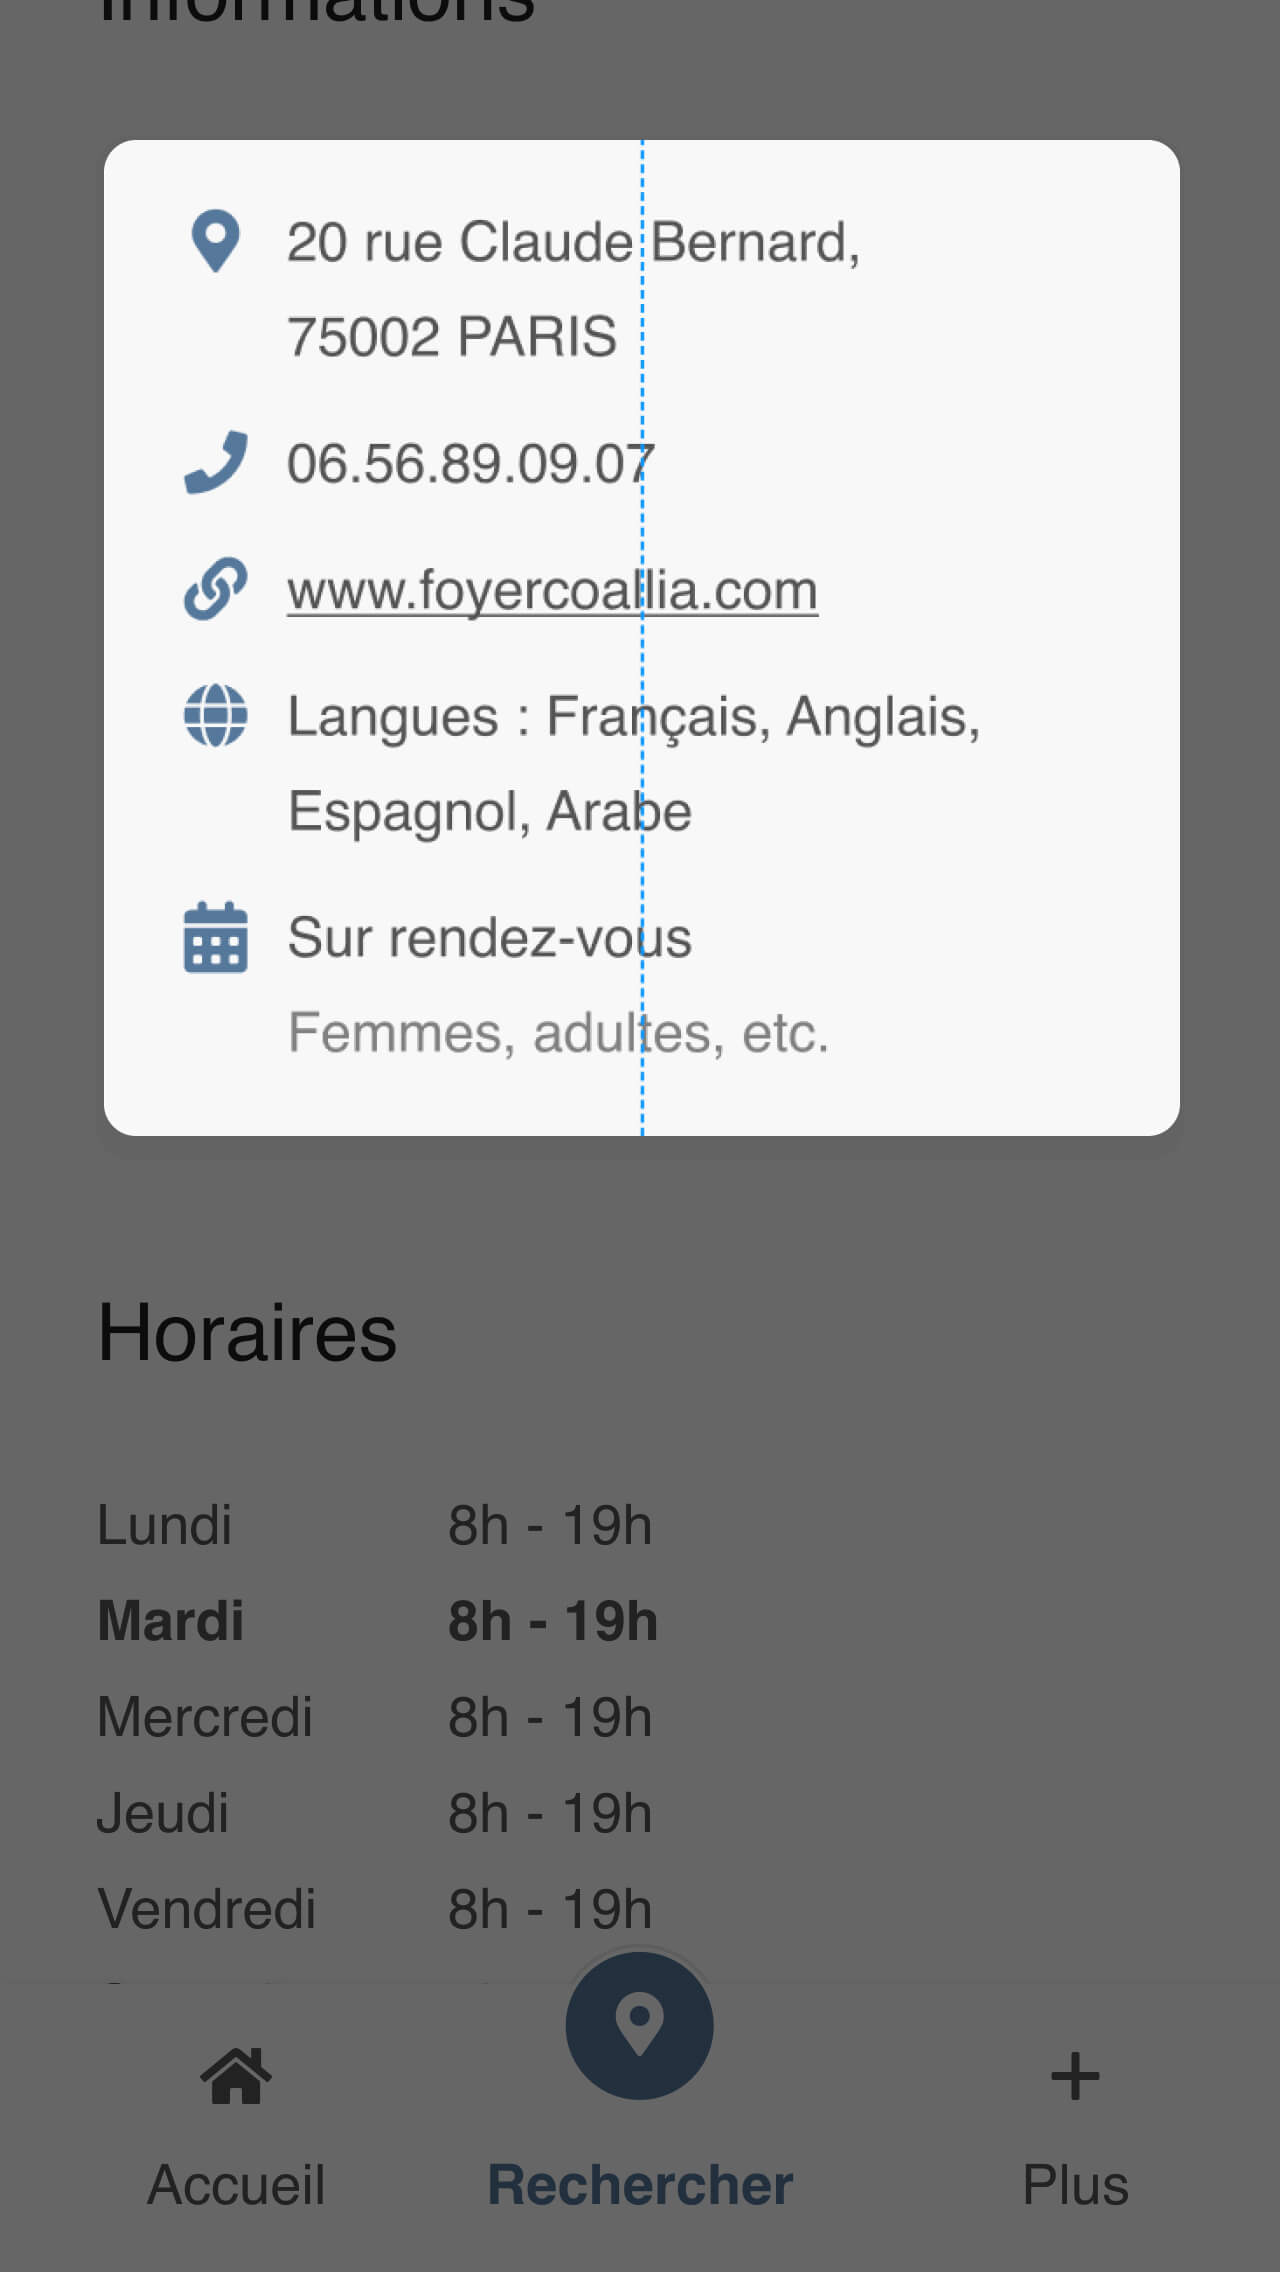 Informations
20 rue Claude Bernard,
75002 PARIS
06.56.89.09.07
www.foyercoallia.com
Langues : Français, Anglais,
Espagnol, Arabe
Sur rendez-vous
Femmes, adultes, etc.
Horaires
Lundi 8h - 19h
Mardi 8h - 19h
Mercredi 8h - 19h
Jeudi 8h - 19h
Vendredi 8h - 19h
Accueil Rechercher Plus